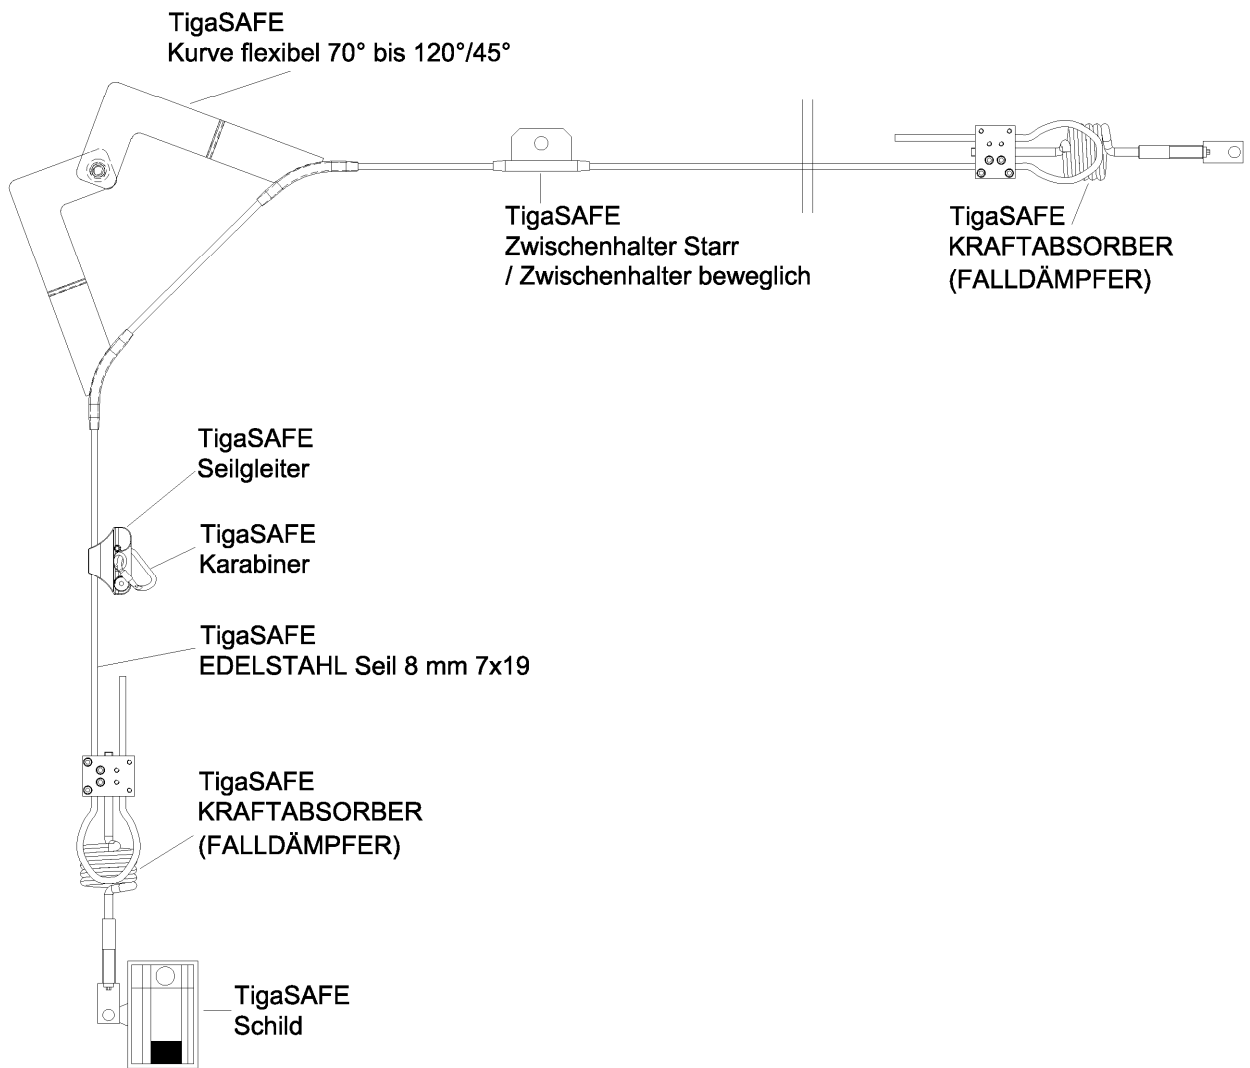 TigaSAFE
Kurve flexibel 70° bis 120°/45°
TigaSAFE
Zwischenhalter Starr
/ Zwischenhalter beweglich
TigaSAFE
KRAFTABSORBER
(FALLDÄMPFER)
TigaSAFE
Seilgleiter
TigaSAFE
Karabiner
TigaSAFE
EDELSTAHL Seil 8 mm 7x19
TigaSAFE
KRAFTABSORBER
(FALLDÄMPFER)
TigaSAFE
Schild